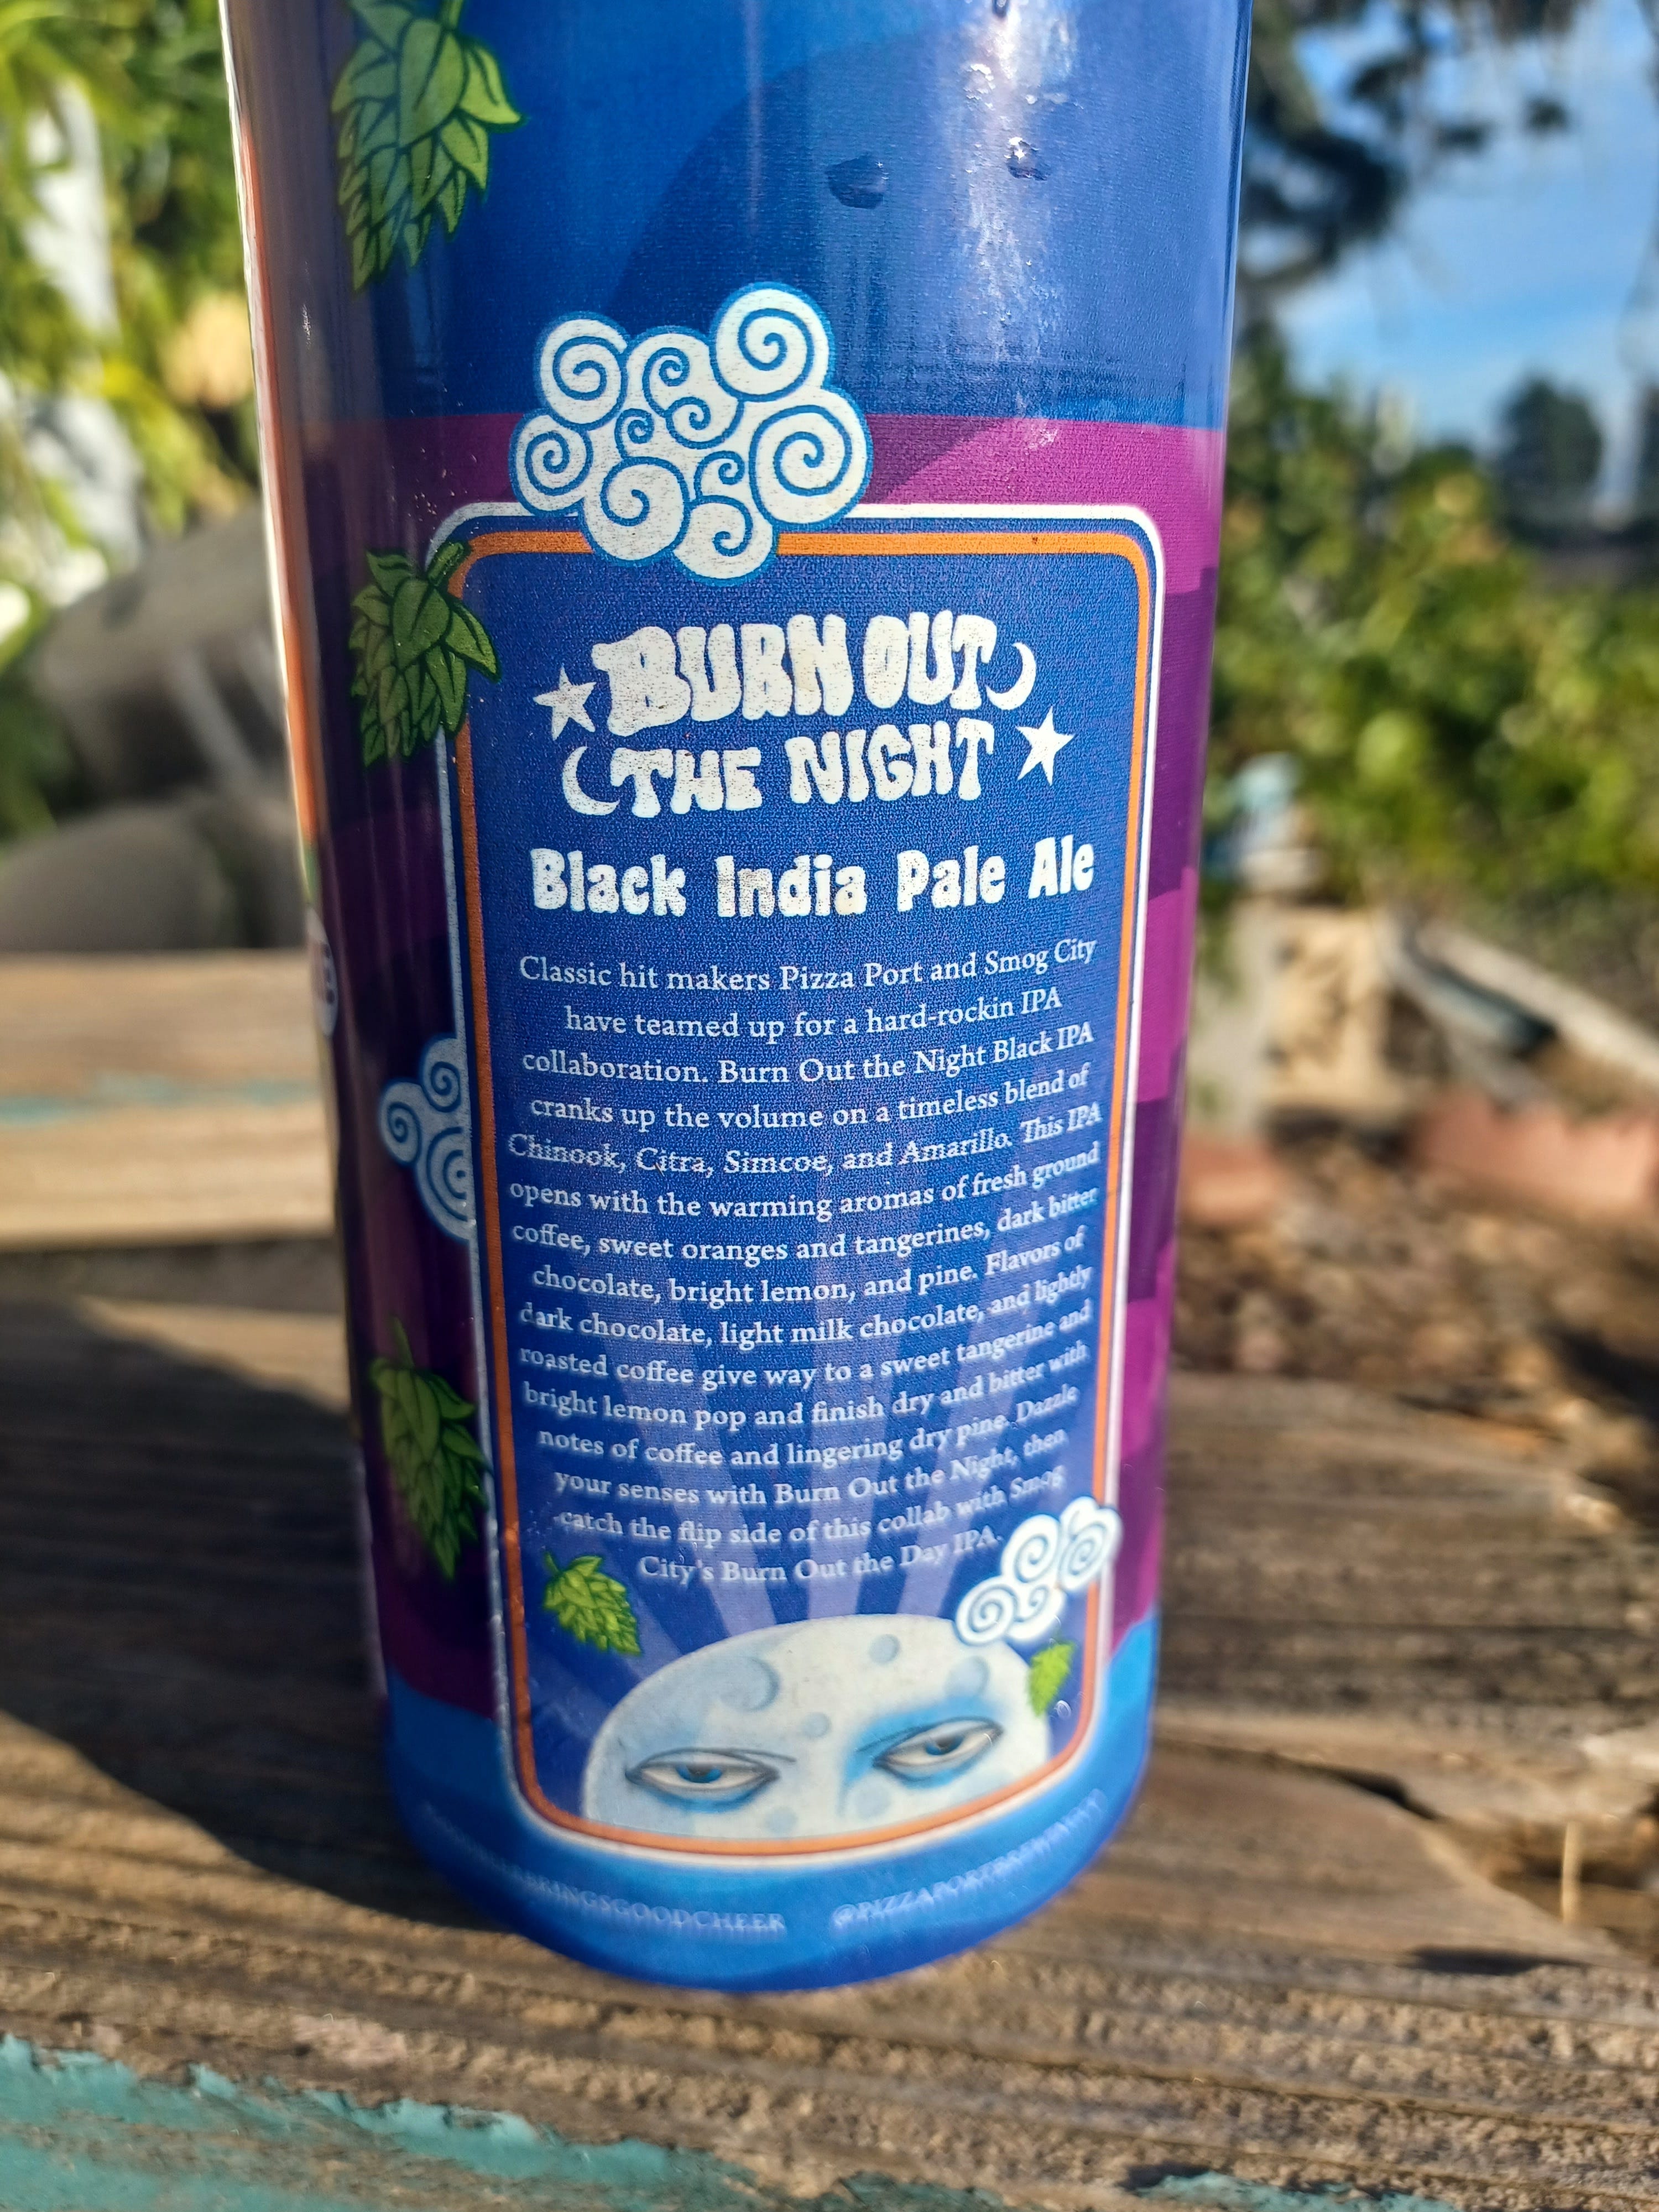 BURN OUT
THE NIGHT
Black India Pale Ale
Classic hit makers Pizza Port and Smog City
have teamed up for a hard-rockin IPA
collaboration. Burn Out the Night Black IPA
cranks up the volume on a timeless blend of
Chinook, Citra, Simcoe, and Amarillo. This IPA
opens with the warming aromas of fresh ground
coffee, sweet oranges and tangerines, dark bitter
chocolate, bright lemon, and pine. Flavors of
dark chocolate, light milk chocolate, and lightly
roasted coffee give way to a sweet tangerine and
bright lemon pop and finish dry and bitter with
notes of coffee and lingering dry pine. Dazzle
your senses with Burn Out the Night, then
catch the flip side of this collab with Smog
City's Burn Out the Day IPA.